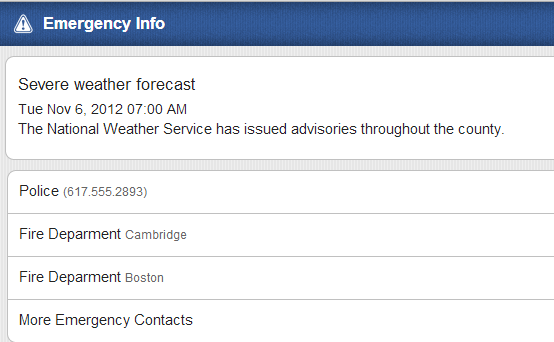 Emergency Info
Severe weather forecast
Tue Nov 6, 2012 07:00 AM
The National Weather Service has issued advisories throughout the county.
Police (617.555.2893)
Fire Deparment Cambridge
Fire Deparment Boston
More Emergency Contacts